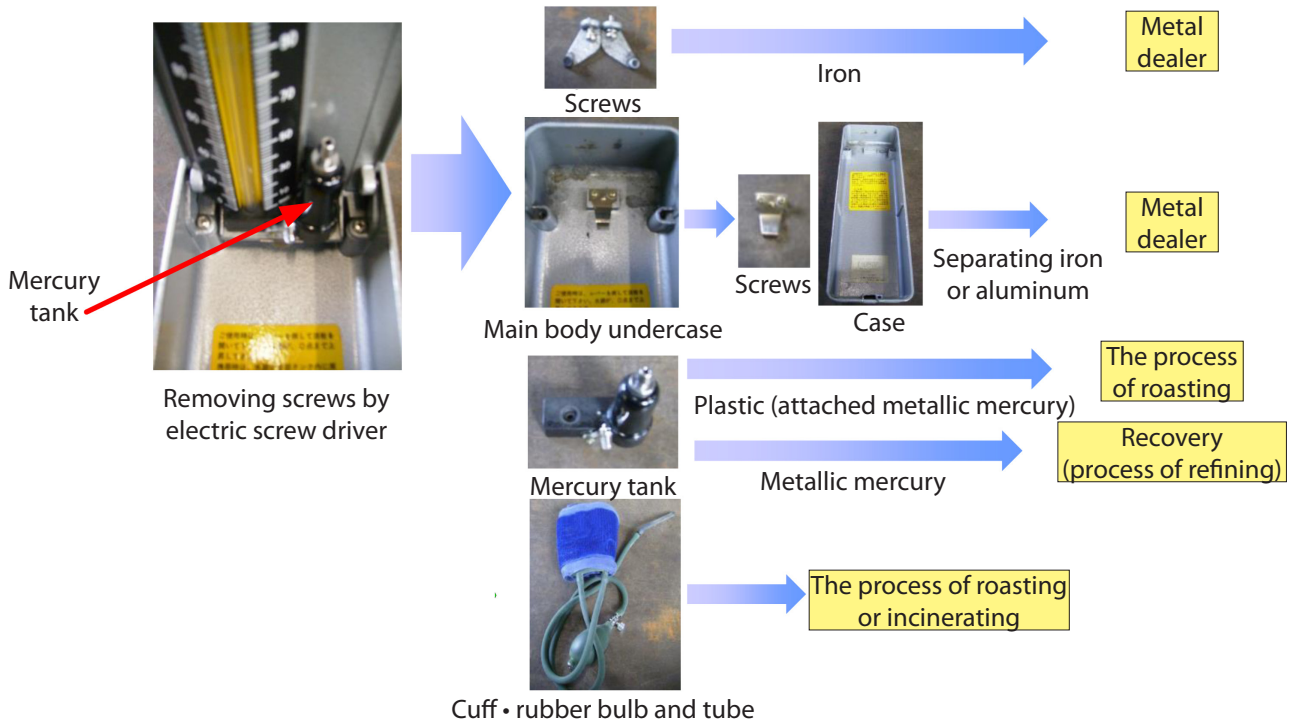 Mercury
tank
Removing screws by
electric screw driver
Screws
Iron
Metal
dealer
Main body undercase
Screws
Case
Separating iron
or aluminum
Metal
dealer
Mercury tank
Plastic (attached metallic mercury)
The process
of roasting
Metallic mercury
Recovery
(process of refining)
Cuff • rubber bulb and tube
The process of roasting
or incinerating